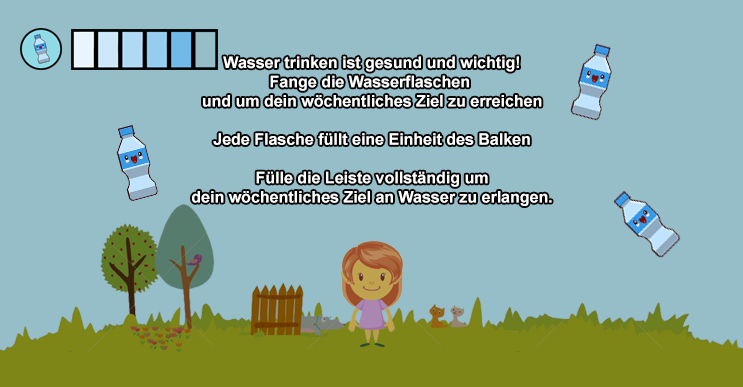 Wasser trinken ist gesund und wichtig!
Fange die Wasserflaschen
und um dein wöchentliches Ziel zu erreichen
Jede Flasche füllt eine Einheit des Balken
Fülle die Leiste vollständig um
dein wöchentliches Ziel an Wasser zu erlangen.